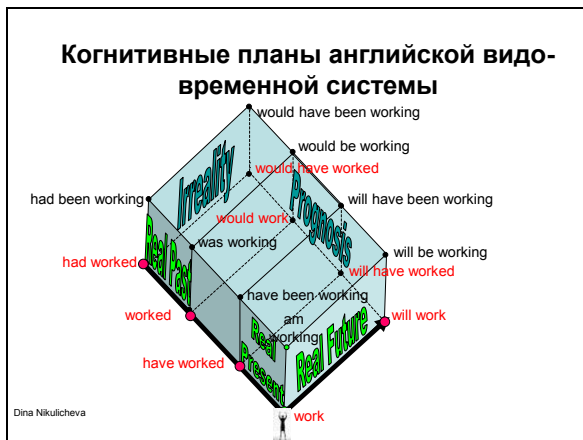 Когнитивные планы английской видо-
временной системы
would have been working
would be working
Irreality
would have worked
Prognosis
had been working
will have been working
would work
Real Past
was working
will be working
had worked
will have worked
have been working
worked
am
working
will work
Real
Present
Real Future
have worked
work
Dina Nikulicheva